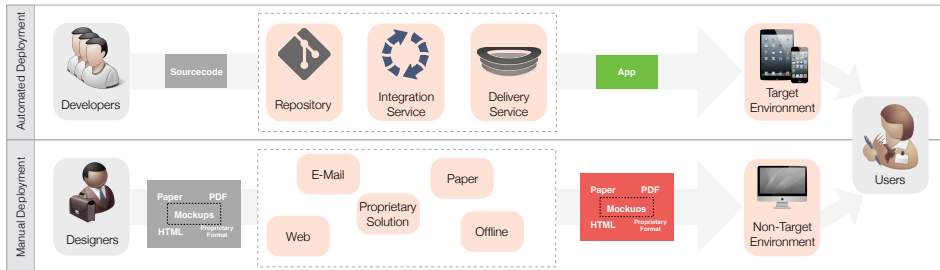 Automated Deployment
Developers
Sourcecode
Repository
Integration
Service
Delivery
Service
App
Target
Environment
Users
Manual Deployment
Designers
Paper PDF
Mockups
HTML Proprietary
Format
E-Mail
Paper
Proprietary
Solution
Web
Offline
Paper PDF
Mockups
HTML Proprietary
Format
Non-Target
Environment